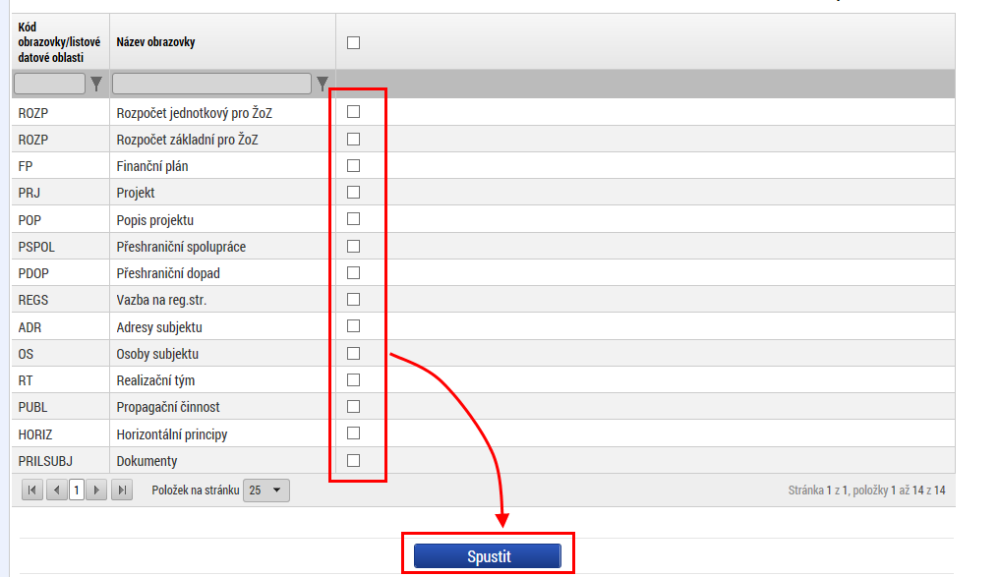 Kód
obrazovky/listové
datové oblasti
Název obrazovky
ROZP Rozpočet jednotkový pro ŽoZ
ROZP Rozpočet základní pro ŽoZ
FP Finanční plán
PRJ Projekt
POP Popis projektu
PSPOL Přeshraniční spolupráce
PDOP Přeshraniční dopad
REGS Vazba na reg.str.
ADR Adresy subjektu
OS Osoby subjektu
RT Realizační tým
PUBL Propagační činnost
HORIZ Horizontální principy
PRILSUBJ Dokumenty
1 Položek na stránku 25 Stránka 1 z 1, položky 1 až 14 z 14
Spustit